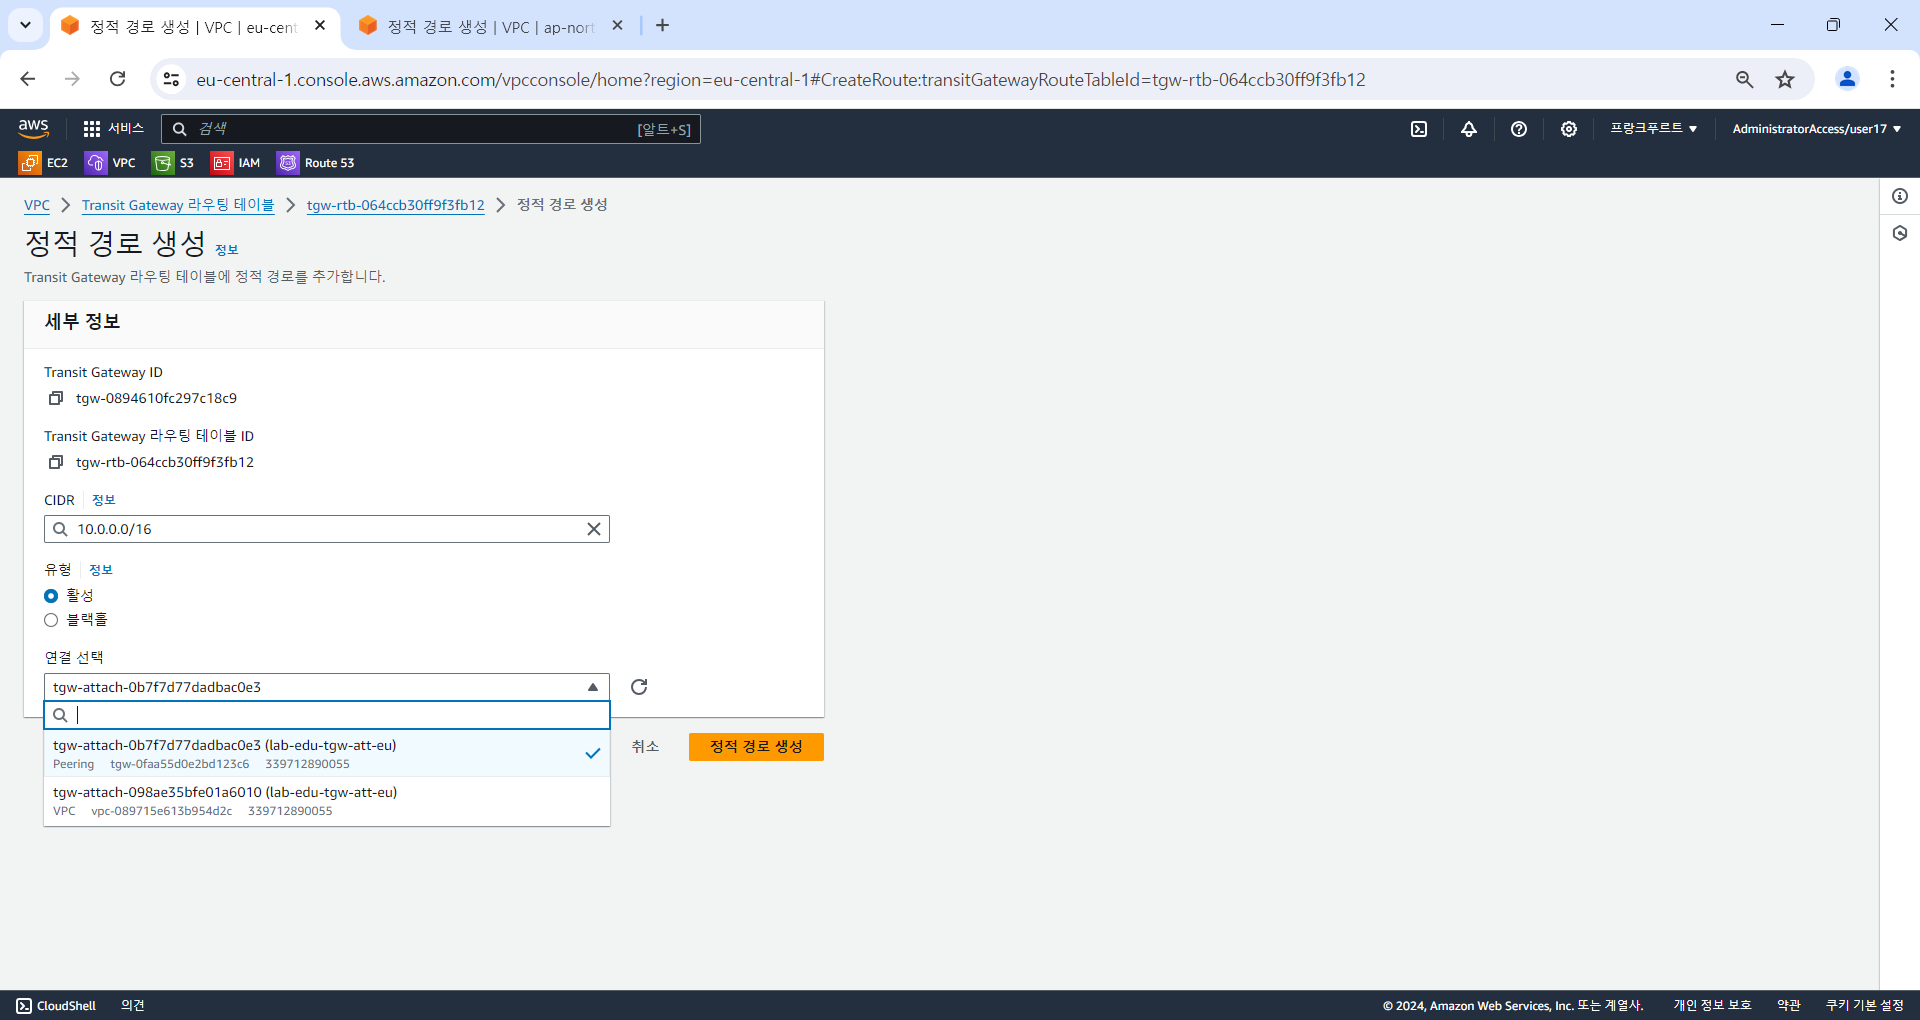 정적 경로 생성 | VPC | eu-cent
정적 경로 생성 | VPC | ap-nort
eu-central-1.console.aws.amazon.com/vpcconsole/home?region=eu-central-1#CreateRoute:transitGatewayRouteTableId=tgw-rtb-064ccb30ff9f3fb12
aws 서비스 검색 [알트+S] 프랑크푸르트 AdministratorAccess/user17
EC2 VPC S3 IAM Route 53
VPC Transit Gateway 라우팅 테이블 tgw-rtb-064ccb30ff9f3fb12 정적 경로 생성
정적 경로 생성 정보
Transit Gateway 라우팅 테이블에 정적 경로를 추가합니다.
세부 정보
Transit Gateway ID
tgw-0894610fc297c18c9
Transit Gateway 라우팅 테이블 ID
tgw-rtb-064ccb30ff9f3fb12
CIDR 정보
10.0.0.0/16
유형 정보
활성
블랙홀
연결 선택
tgw-attach-0b7f7d77dadbac0e3
tgw-attach-0b7f7d77dadbac0e3 (lab-edu-tgw-att-eu)
Peering tgw-0faa55d0e2bd123c6 339712890055
tgw-attach-098ae35bfe01a6010 (lab-edu-tgw-att-eu)
VPC vpc-089715e613b954d2c 339712890055
취소 정적 경로 생성
CloudShell 의견 © 2024, Amazon Web Services, Inc. 또는 계열사. 개인 정보 보호 약관 쿠키 기본 설정